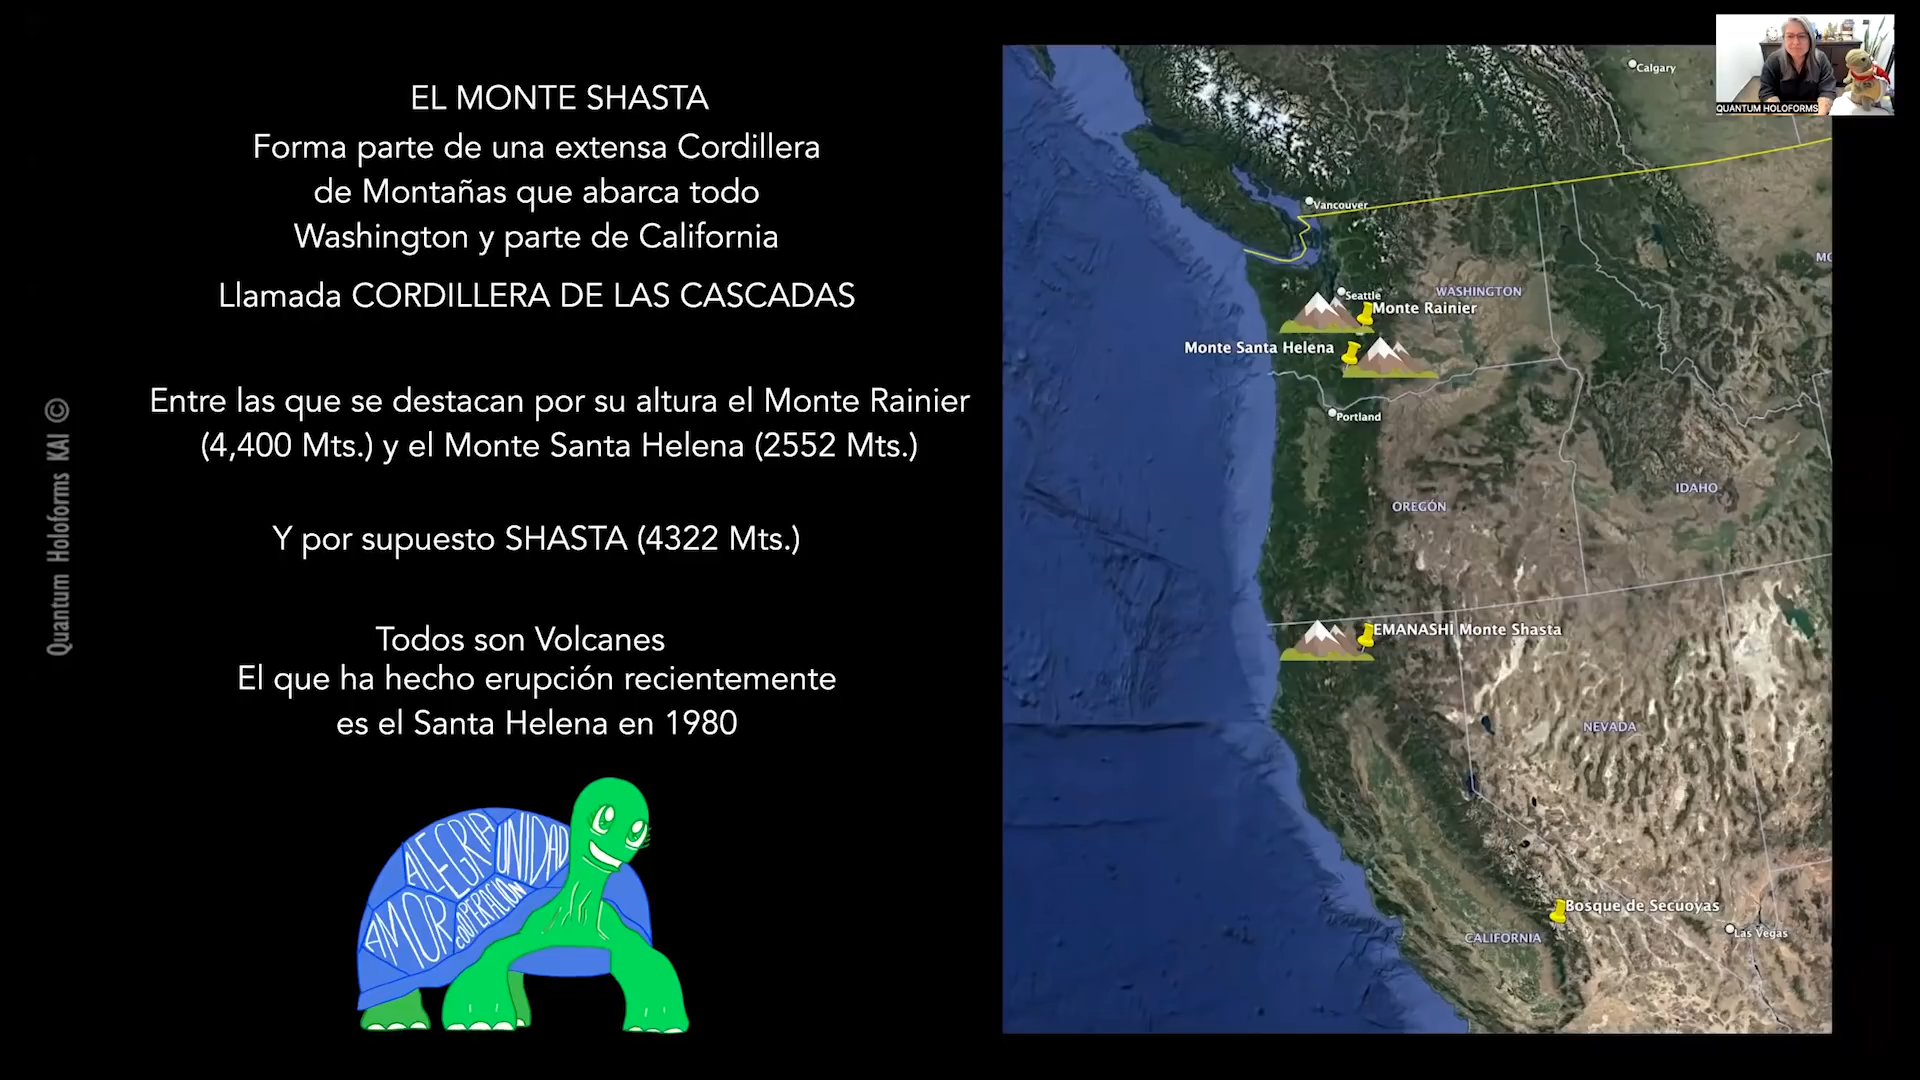 EL MONTE SHASTA
Forma parte de una extensa Cordillera
de Montañas que abarca todo
Washington y parte de California
Llamada CORDILLERA DE LAS CASCADAS
Entre las que se destacan por su altura el Monte Rainier
(4,400 Mts.) y el Monte Santa Helena (2552 Mts.)
Y por supuesto SHASTA (4322 Mts.)
Todos son Volcanes
El que ha hecho erupción recientemente
es el Santa Helena en 1980
Quantum Holoforms KAI ©
ALEGRIA
UNIDAD
AMOR
COOPERACION
QUANTUM HOLOFORMS
Calgary
Vancouver
MO
Seattle
WASHINGTON
Monte Rainier
Monte Santa Helena
Portland
IDAHO
OREGÓN
EMANASHI Monte Shasta
NEVADA
Bosque de Secuoyas
Las Vegas
CALIFORNIA